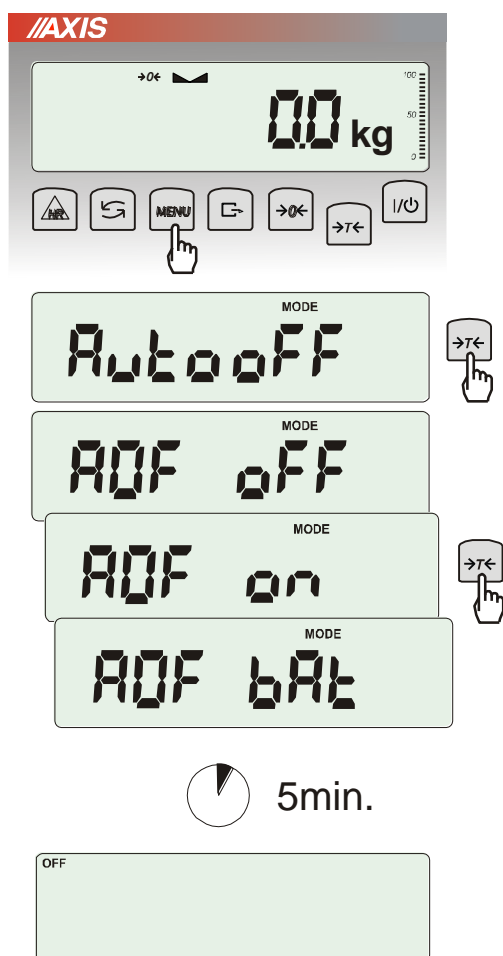 //AXIS
→0←
100
50
0
0.0 kg
HR
MENU
→0←
→T←
I/⏻
MODE
AutooFF
→T←
MODE
AOF oFF
MODE
AOF on
→T←
MODE
AOF bAt
5min.
OFF